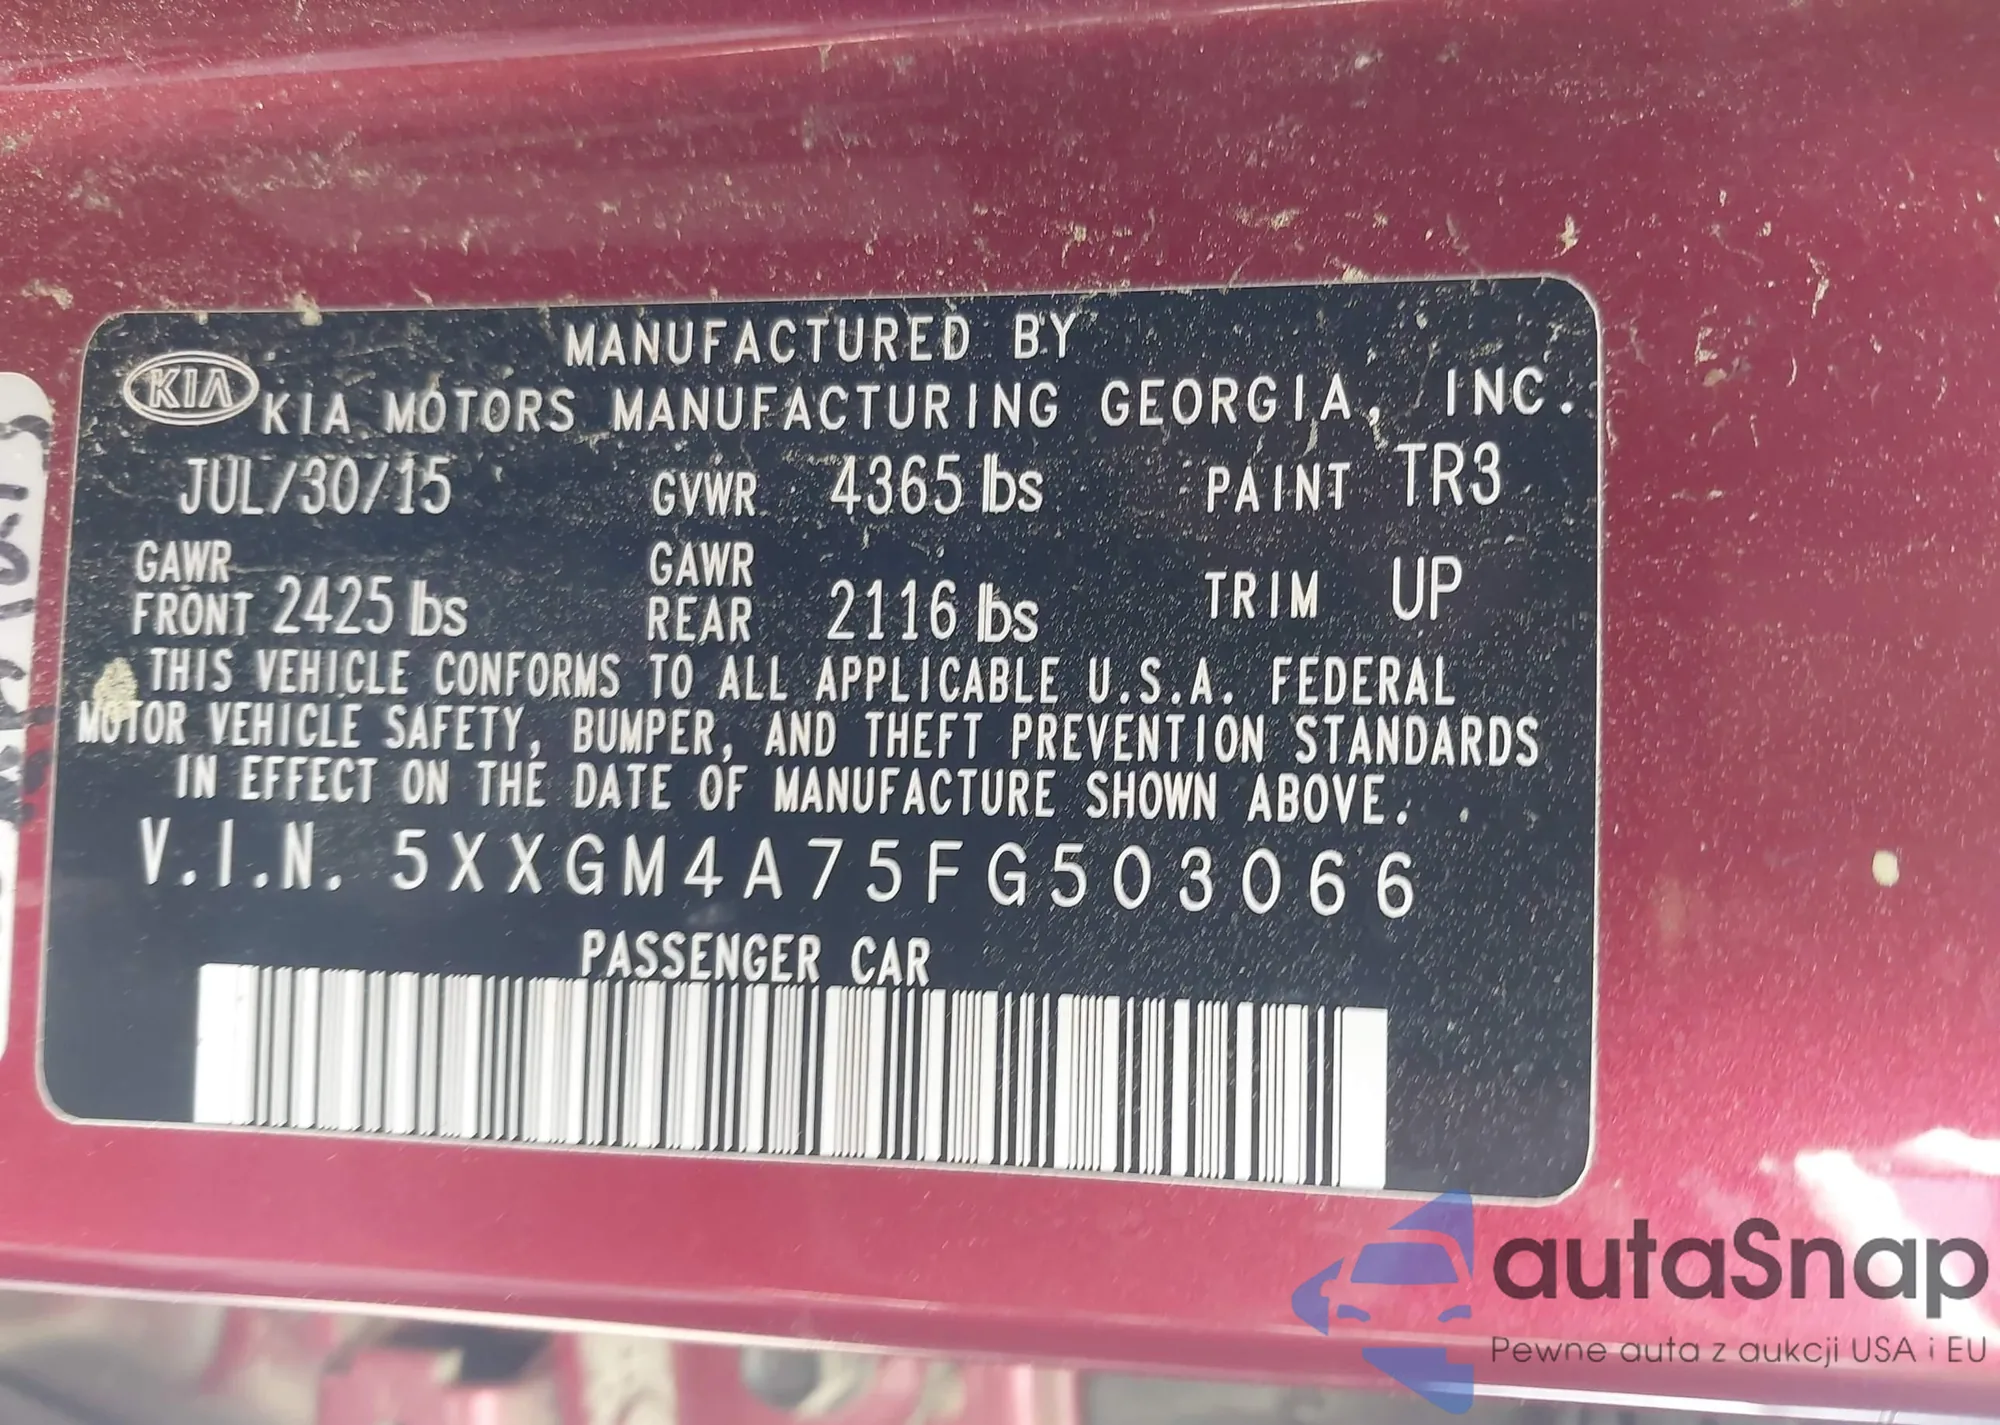 MANUFACTURED BY
KIA KIA MOTORS MANUFACTURING GEORGIA, INC.
JUL/30/15 GVWR 4365 lbs PAINT TR3
GAWR FRONT 2425 lbs GAWR REAR 2116 lbs TRIM UP
THIS VEHICLE CONFORMS TO ALL APPLICABLE U.S.A. FEDERAL
MOTOR VEHICLE SAFETY, BUMPER, AND THEFT PREVENTION STANDARDS
IN EFFECT ON THE DATE OF MANUFACTURE SHOWN ABOVE.
V.I.N. 5XXGM4A75FG503066
PASSENGER CAR
autaSnap
Pewne auta z aukcji USA i EU